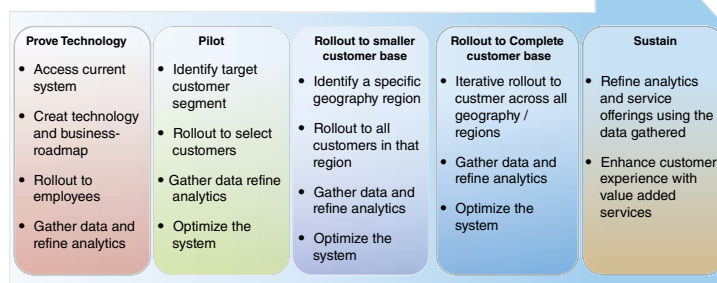 Prove Technology
• Access current
system
• Creat technology
and business-
roadmap
• Rollout to
employees
• Gather data and
refine analytics
Pilot
• Identify target
customer
segment
• Rollout to select
customers
• Gather data refine
analytics
• Optimize the
system
Rollout to smaller
customer base
• Identify a specific
geography region
• Rollout to all
customers in that
region
• Gather data and
refine analytics
• Optimize the
system
Rollout to Complete
customer base
• Iterative rollout to
custmer across all
geography /
regions
• Gather data and
refine analytics
• Optimize the
system
Sustain
• Refine analytics
and service
offerings using the
data gathered
• Enhance customer
experience with
value added
services